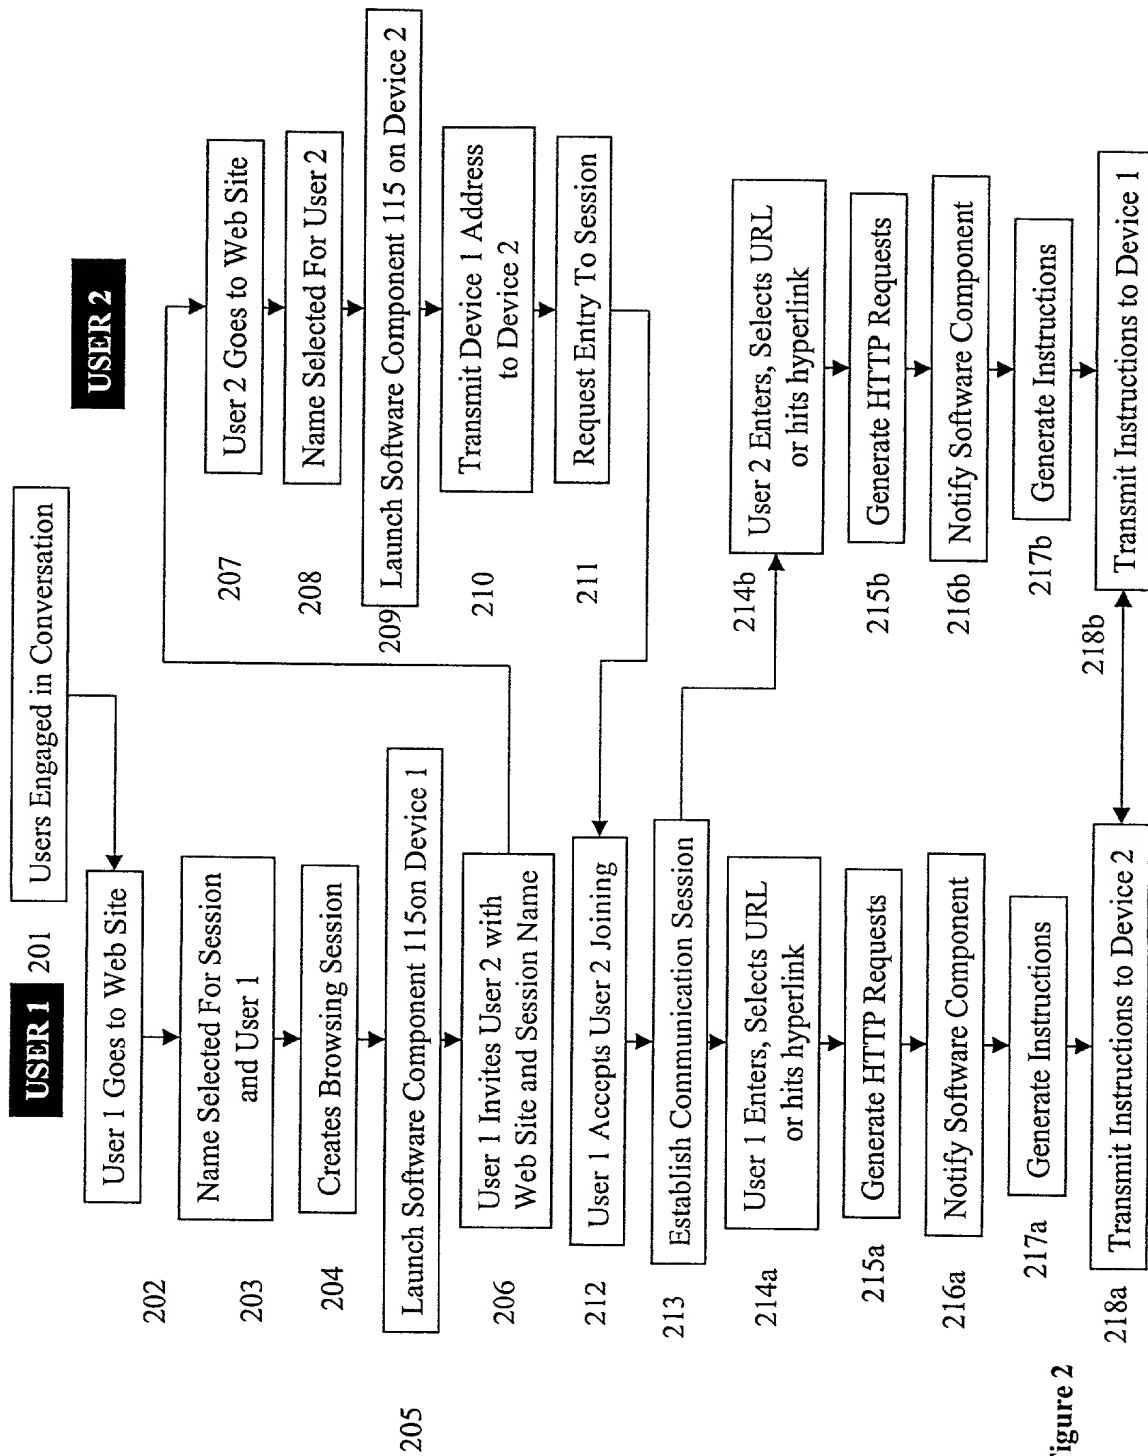 USER 1
201
Users Engaged in Conversation
USER 2
202
User 1 Goes to Web Site
203
Name Selected For Session
and User 1
204
Creates Browsing Session
205
Launch Software Component 115on Device 1
206
User 1 Invites User 2 with
Web Site and Session Name
207
User 2 Goes to Web Site
208
Name Selected For User 2
209
Launch Software Component 115 on Device 2
210
Transmit Device 1 Address
to Device 2
211
Request Entry To Session
212
User 1 Accepts User 2 Joining
213
Establish Communication Session
214a
User 1 Enters, Selects URL
or hits hyperlink
215a
Generate HTTP Requests
216a
Notify Software Component
217a
Generate Instructions
218a
Transmit Instructions to Device 2
214b
User 2 Enters, Selects URL
or hits hyperlink
215b
Generate HTTP Requests
216b
Notify Software Component
217b
Generate Instructions
218b
Transmit Instructions to Device 1
Figure 2